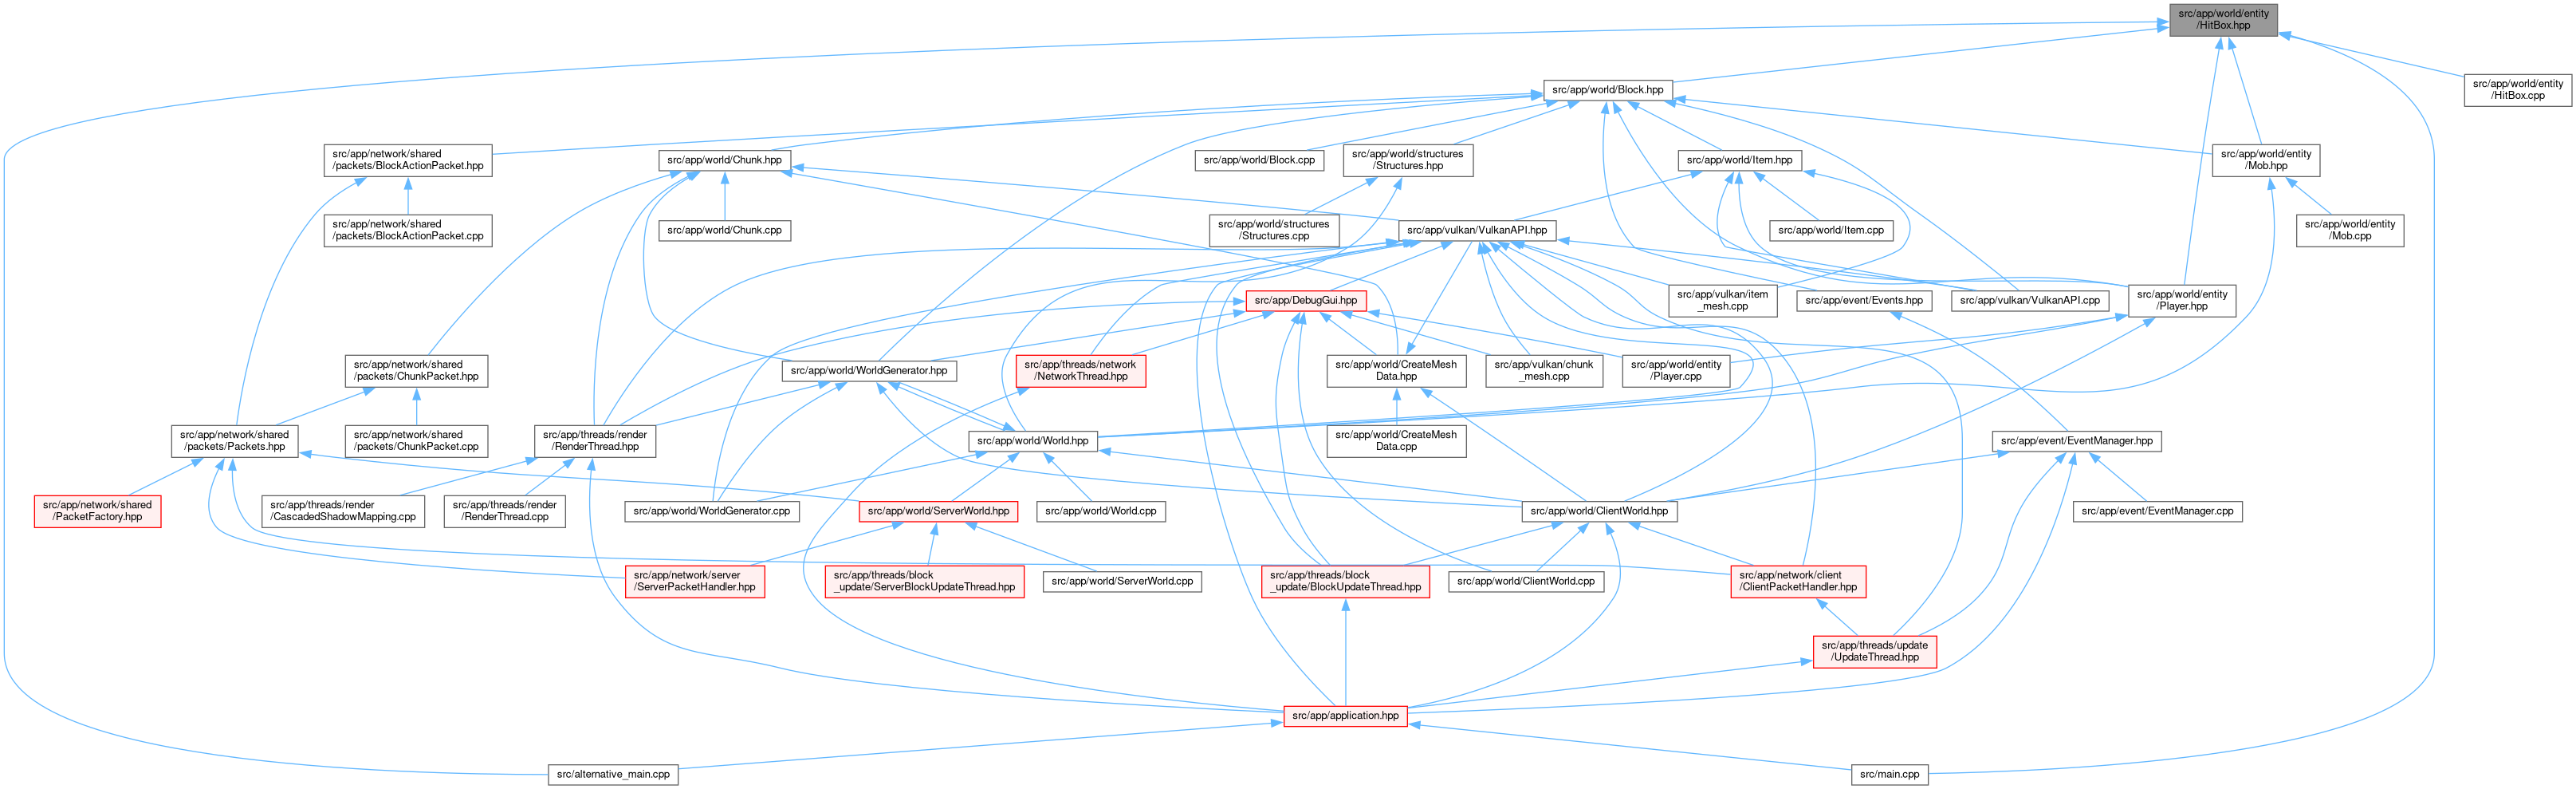 src/app/world/entity
/HitBox.hpp
src/app/world/Block.hpp
src/app/world/entity
/HitBox.cpp
src/app/network/shared
/packets/BlockActionPacket.hpp
src/app/world/Chunk.hpp
src/app/world/Block.cpp
src/app/world/structures
/Structures.hpp
src/app/world/Item.hpp
src/app/world/entity
/Mob.hpp
src/app/network/shared
/packets/BlockActionPacket.cpp
src/app/world/Chunk.cpp
src/app/world/structures
/Structures.cpp
src/app/vulkan/VulkanAPI.hpp
src/app/world/Item.cpp
src/app/world/entity
/Mob.cpp
src/app/DebugGui.hpp
src/app/vulkan/item
_mesh.cpp
src/app/event/Events.hpp
src/app/vulkan/VulkanAPI.cpp
src/app/world/entity
/Player.hpp
src/app/network/shared
/packets/ChunkPacket.hpp
src/app/world/WorldGenerator.hpp
src/app/threads/network
/NetworkThread.hpp
src/app/world/CreateMesh
Data.hpp
src/app/vulkan/chunk
_mesh.cpp
src/app/world/entity
/Player.cpp
src/app/network/shared
/packets/Packets.hpp
src/app/network/shared
/packets/ChunkPacket.cpp
src/app/threads/render
/RenderThread.hpp
src/app/world/World.hpp
src/app/world/CreateMesh
Data.cpp
src/app/event/EventManager.hpp
src/app/network/shared
/PacketFactory.hpp
src/app/threads/render
/CascadedShadowMapping.cpp
src/app/threads/render
/RenderThread.cpp
src/app/world/WorldGenerator.cpp
src/app/world/ServerWorld.hpp
src/app/world/World.cpp
src/app/world/ClientWorld.hpp
src/app/event/EventManager.cpp
src/app/network/server
/ServerPacketHandler.hpp
src/app/threads/block
_update/ServerBlockUpdateThread.hpp
src/app/world/ServerWorld.cpp
src/app/threads/block
_update/BlockUpdateThread.hpp
src/app/world/ClientWorld.cpp
src/app/network/client
/ClientPacketHandler.hpp
src/app/threads/update
/UpdateThread.hpp
src/app/application.hpp
src/alternative_main.cpp
src/main.cpp